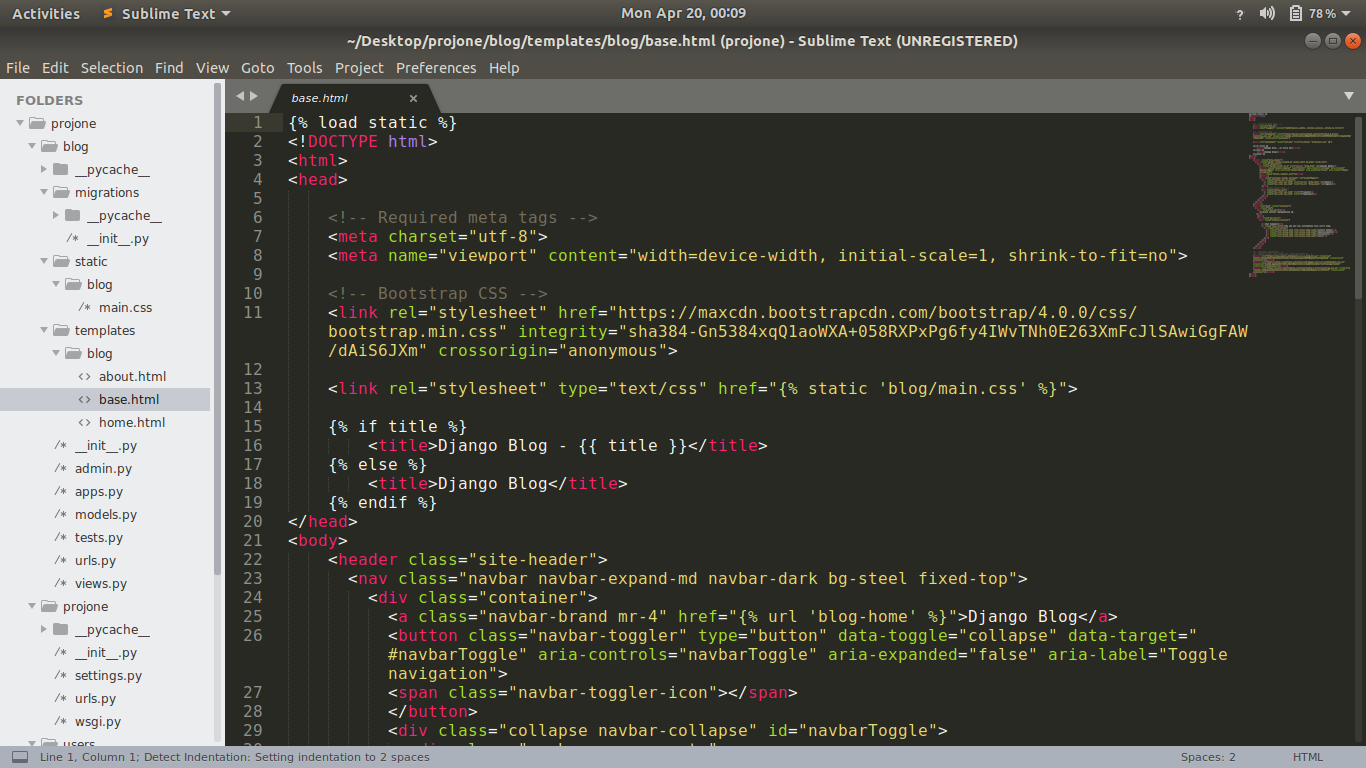 Activities Sublime Text Mon Apr 20, 00:09 ? 78 %
~/Desktop/projone/blog/templates/blog/base.html (projone) - Sublime Text (UNREGISTERED)
File Edit Selection Find View Goto Tools Project Preferences Help
FOLDERS
projone
blog
__pycache__
migrations
__pycache__
/* __init__.py
static
blog
/* main.css
templates
blog
<> about.html
<> base.html
<> home.html
/* __init__.py
/* admin.py
/* apps.py
/* models.py
/* tests.py
/* urls.py
/* views.py
projone
__pycache__
/* __init__.py
/* settings.py
/* urls.py
/* wsgi.py
users
base.html ×
1 {% load static %}
2 <!DOCTYPE html>
3 <html>
4 <head>
5
6 <!-- Required meta tags -->
7 <meta charset="utf-8">
8 <meta name="viewport" content="width=device-width, initial-scale=1, shrink-to-fit=no">
9
10 <!-- Bootstrap CSS -->
11 <link rel="stylesheet" href="https://maxcdn.bootstrapcdn.com/bootstrap/4.0.0/css/
bootstrap.min.css" integrity="sha384-Gn5384xqQ1aoWXA+058RXPxPg6fy4IWvTNh0E263XmFcJlSAwiGgFAW
/dAiS6JXm" crossorigin="anonymous">
12
13 <link rel="stylesheet" type="text/css" href="{% static 'blog/main.css' %}">
14
15 {% if title %}
16 <title>Django Blog - {{ title }}</title>
17 {% else %}
18 <title>Django Blog</title>
19 {% endif %}
20 </head>
21 <body>
22 <header class="site-header">
23 <nav class="navbar navbar-expand-md navbar-dark bg-steel fixed-top">
24 <div class="container">
25 <a class="navbar-brand mr-4" href="{% url 'blog-home' %}">Django Blog</a>
26 <button class="navbar-toggler" type="button" data-toggle="collapse" data-target="
#navbarToggle" aria-controls="navbarToggle" aria-expanded="false" aria-label="Toggle
navigation">
27 <span class="navbar-toggler-icon"></span>
28 </button>
29 <div class="collapse navbar-collapse" id="navbarToggle">
Line 1, Column 1; Detect Indentation: Setting indentation to 2 spaces Spaces: 2 HTML